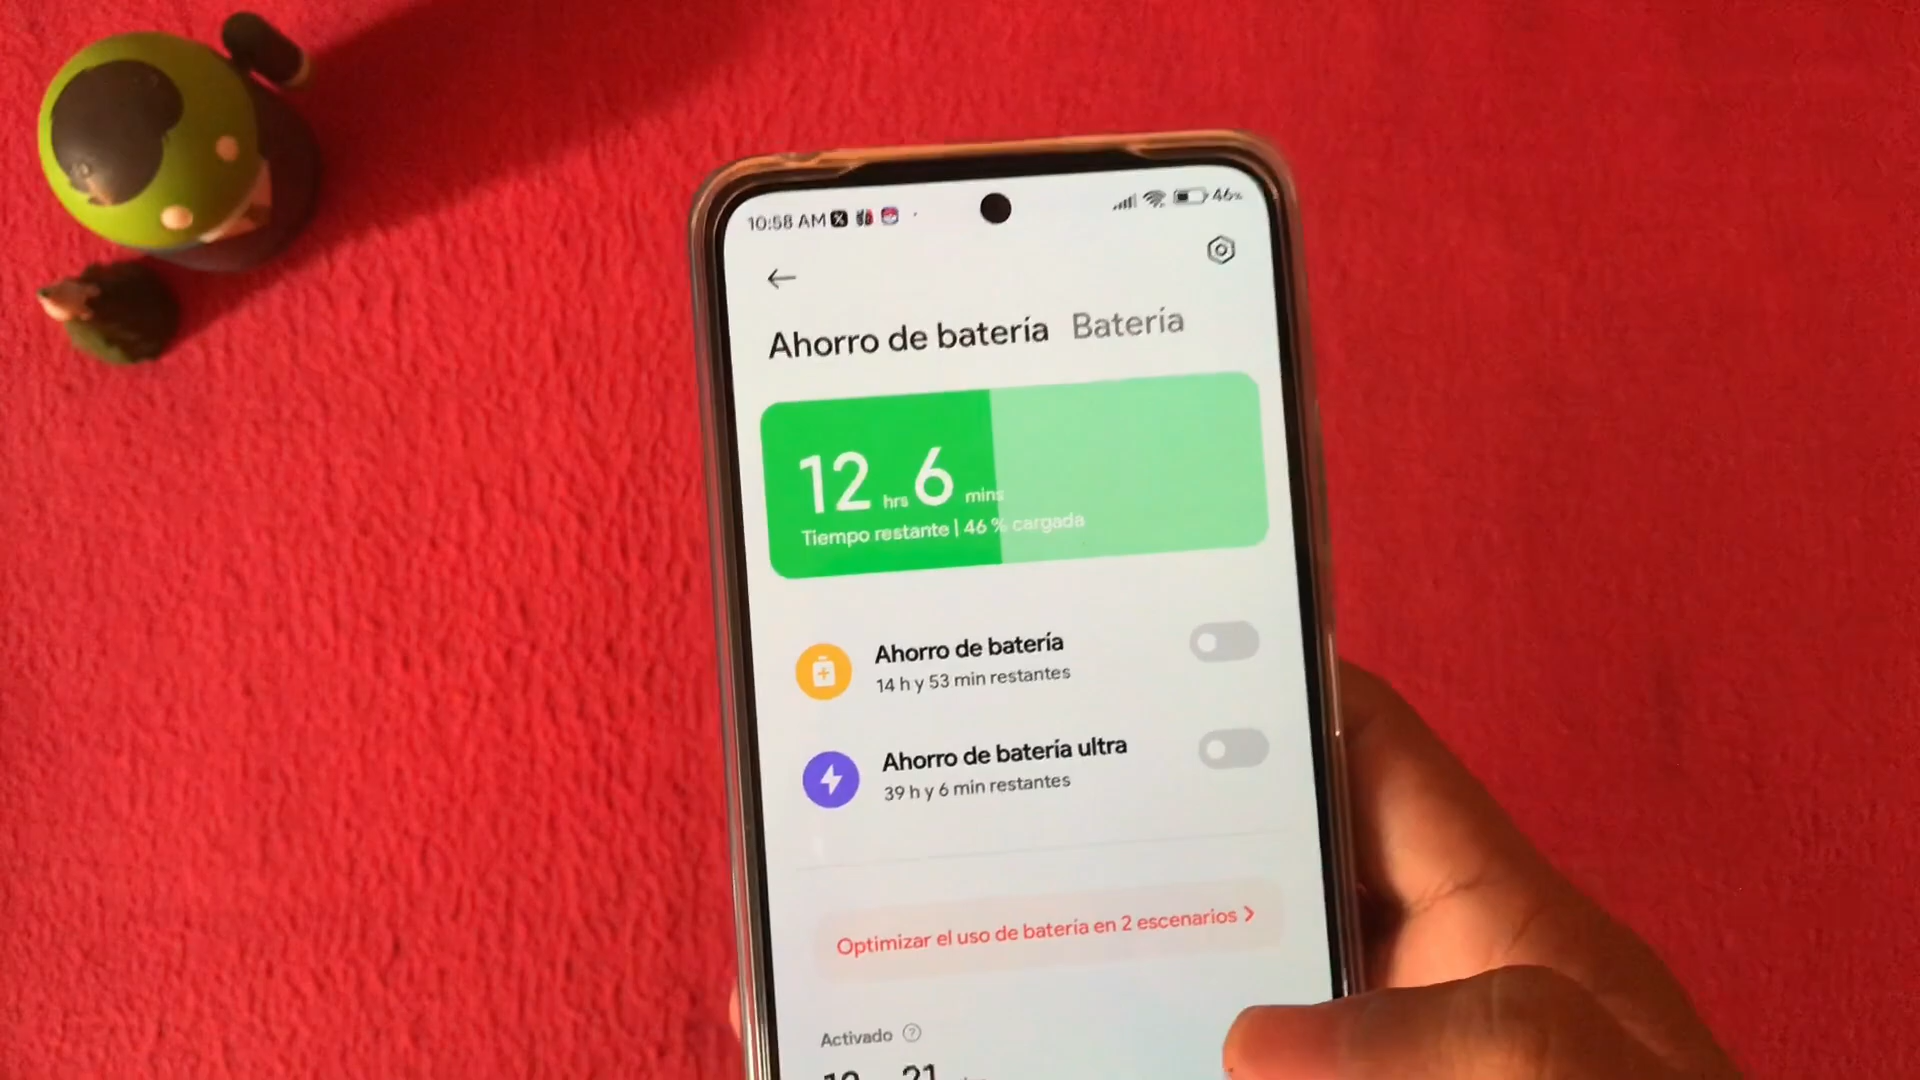 10:58 AM
46%
Ahorro de batería Batería
12 hrs 6 mins
Tiempo restante | 46 % cargada
Ahorro de batería
14 h y 53 min restantes
Ahorro de batería ultra
39 h y 6 min restantes
Optimizar el uso de batería en 2 escenarios >
Activado ?